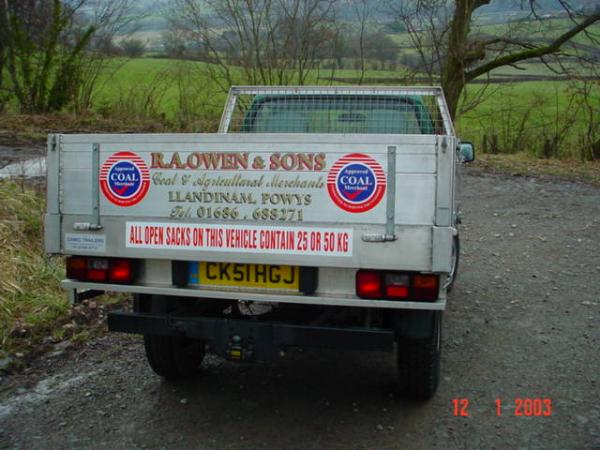 R.A.OWEN & SONS
Coal & Agricultural Merchants
LLANDINAM, POWYS
Tel. 01686 688271
Approved
COAL
Merchant
Approved
COAL
Merchant
ALL OPEN SACKS ON THIS VEHICLE CONTAIN 25 OR 50 KG
CK51HGJ
12 1 2003